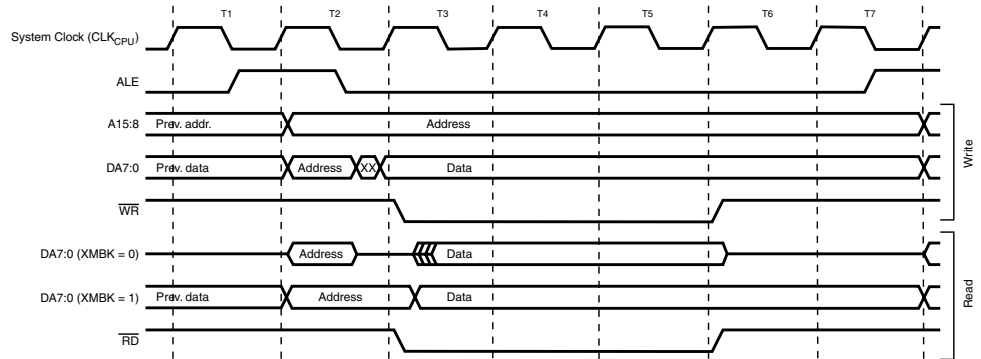 T1 T2 T3 T4 T5 T6 T7
System Clock (CLKCPU)
ALE
A15:8 Prev. addr. Address
DA7:0 Prev. data Address XX Data
WR
Write
DA7:0 (XMBK = 0) Address Data
DA7:0 (XMBK = 1) Prev. data Address Data
RD
Read